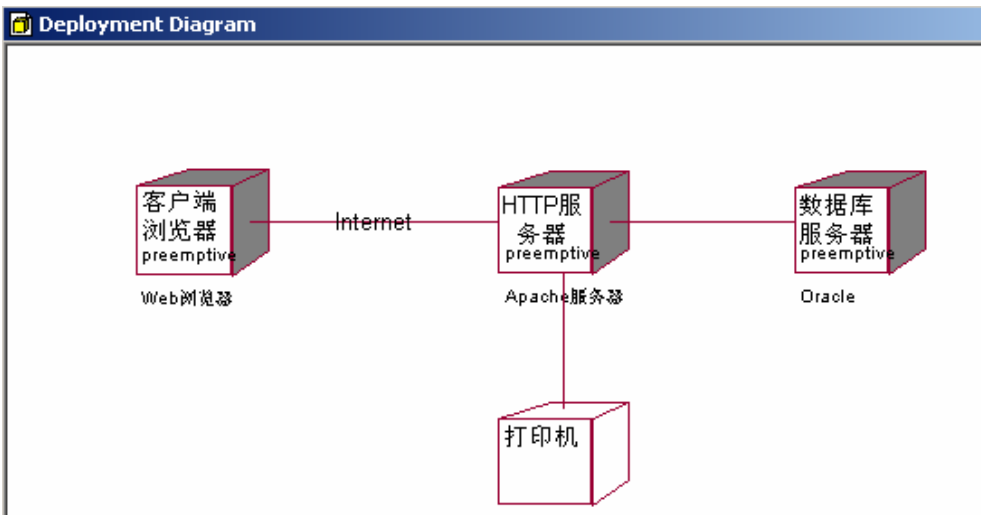 Deployment Diagram
客户端
浏览器
preemptive
Web浏览器
Internet
HTTP服
务器
preemptive
Apache服务器
数据库
服务器
preemptive
Oracle
打印机